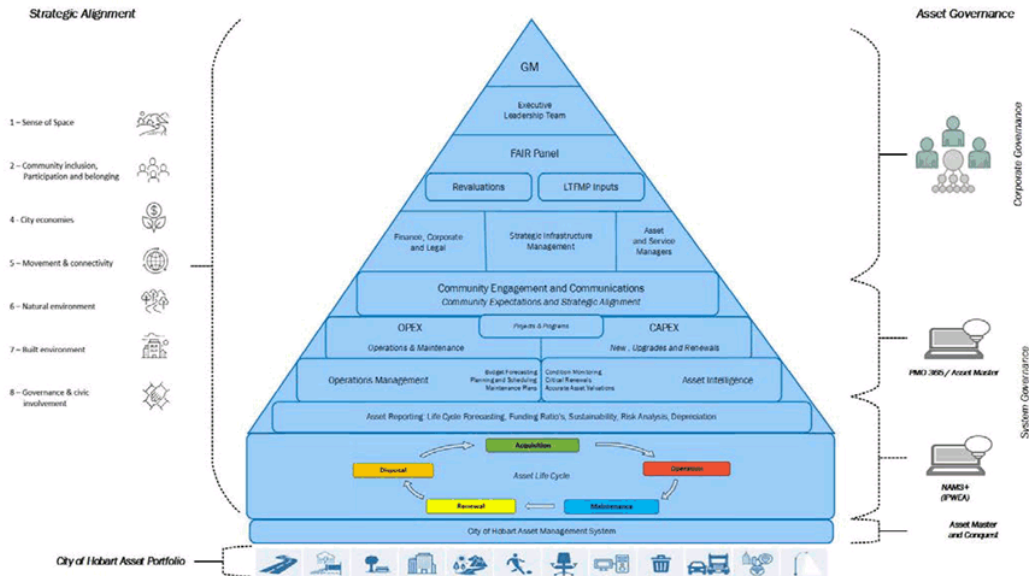 Strategic Alignment
Asset Governance
GM
Executive
Leadership Team
1 – Sense of Space
FAIR Panel
2 – Community inclusion,
Participation and belonging
Revaluations
LTFMP Inputs
Corporate Governance
4 - City economies
Finance, Corporate
and Legal
Strategic Infrastructure
Management
Asset
and Service
Managers
5 – Movement & connectivity
Community Engagement and Communications
Community Expectations and Strategic Alignment
6 – Natural environment
OPEX
Projects & Programs
CAPEX
Operations & Maintenance
New , Upgrades and Renewals
7 – Built environment
PMO 365 / Asset Master
Operations Management
Budget Forecasting
Planning and Scheduling
Maintenance Plans
Condition Monitoring
Critical Renewals
Accurate Asset Valuations
Asset Intelligence
8 – Governance & civic
involvement
System Governance
Asset Reporting: Life Cycle Forecasting, Funding Ratio's, Sustainability, Risk Analysis, Depreciation
Acquisition
Disposal
Asset Life Cycle
Operation
Renewal
Maintenance
NAMS+
(IPWEA)
City of Hobart Asset Management System
Asset Master
and Conquest
City of Hobart Asset Portfolio